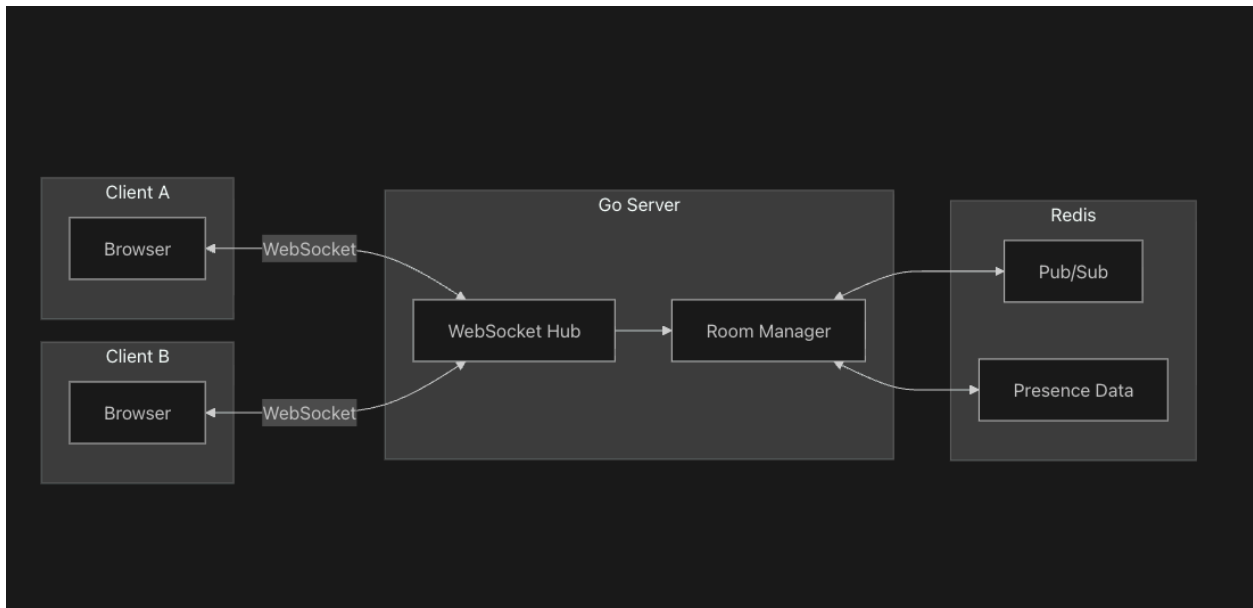 Client A
Browser
WebSocket
Client B
Browser
WebSocket
Go Server
WebSocket Hub
Room Manager
Redis
Pub/Sub
Presence Data